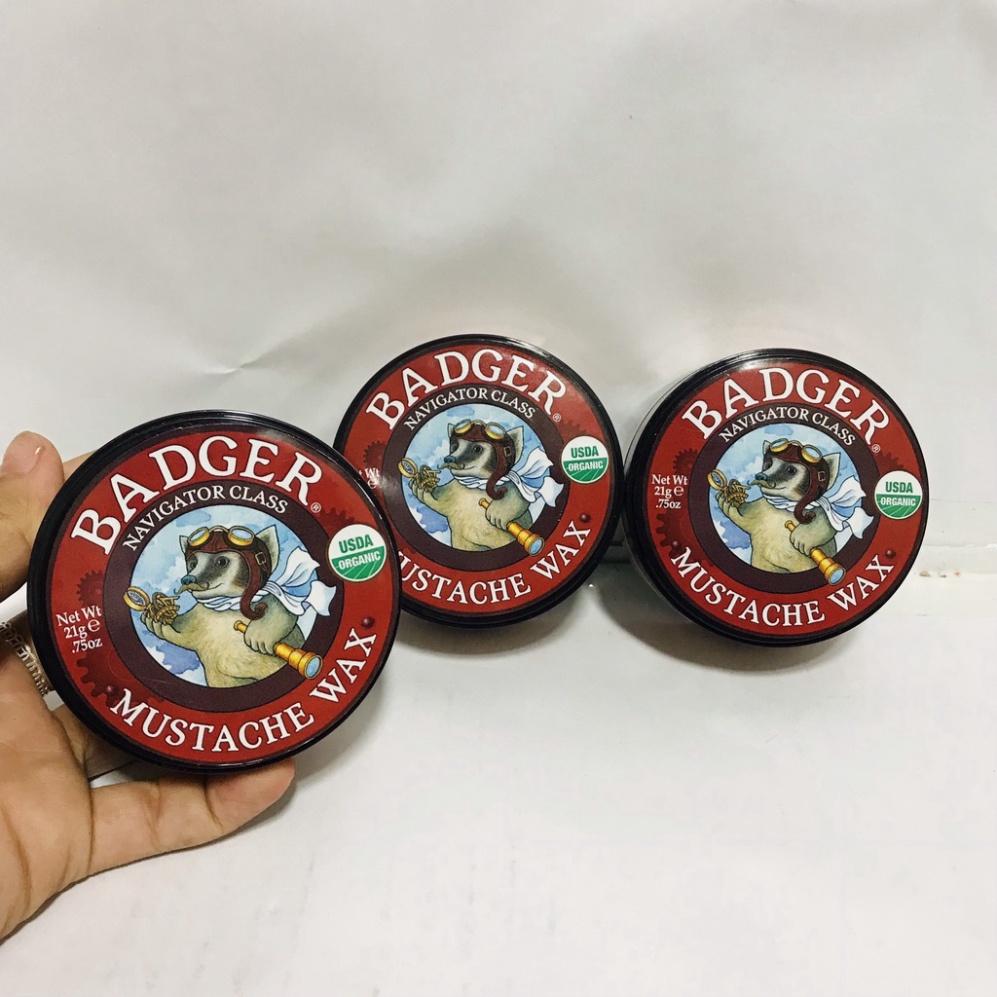 BADGER®
NAVIGATOR CLASS
USDA
ORGANIC
Net Wt
21g ℮
.75oz
MUSTACHE WAX
BADGER®
NAVIGATOR CLASS
USDA
ORGANIC
MUSTACHE WAX
BADGER®
NAVIGATOR CLASS
USDA
ORGANIC
Net Wt
21g ℮
.75oz
MUSTACHE WAX